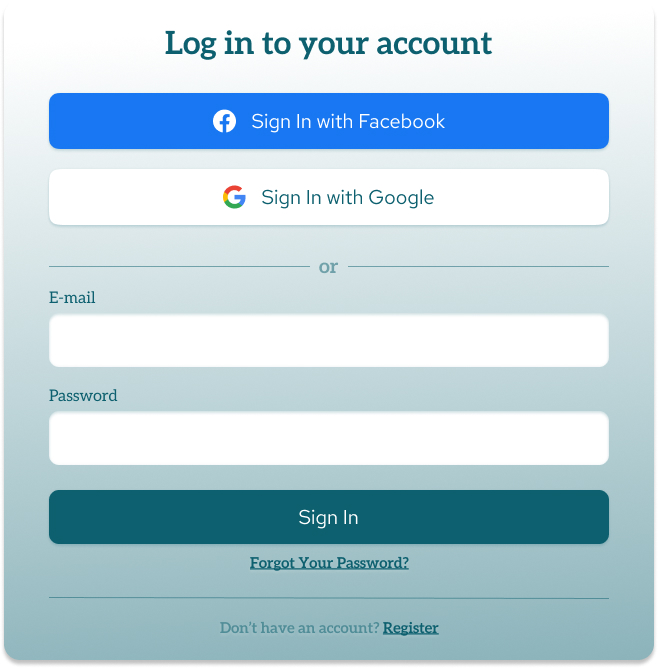 Log in to your account
Sign In with Facebook
Sign In with Google
or
E-mail
Password
Sign In
Forgot Your Password?
Don't have an account? Register